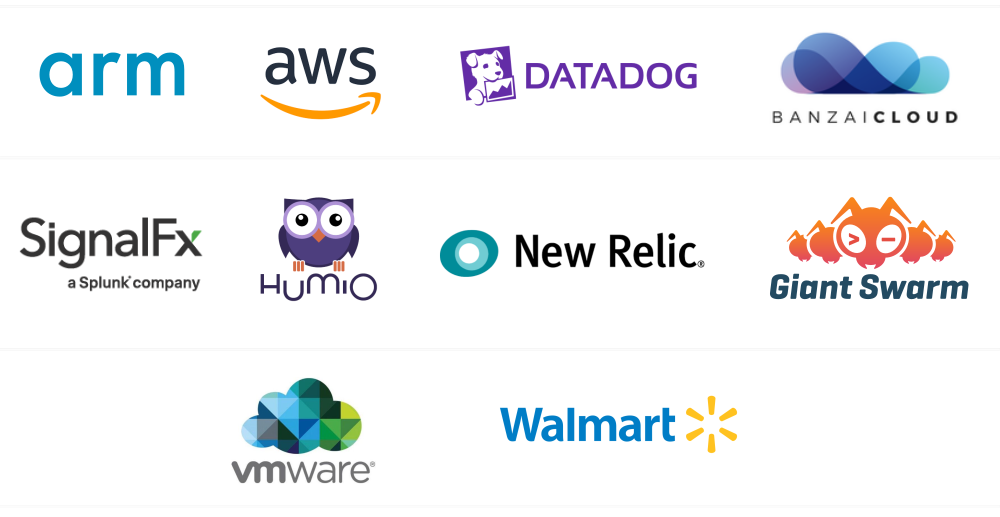 arm
aws
DATADOG
BANZAICLOUD
SignalFx
a Splunk® company
HUMIO
New Relic®
Giant Swarm
vmware®
Walmart